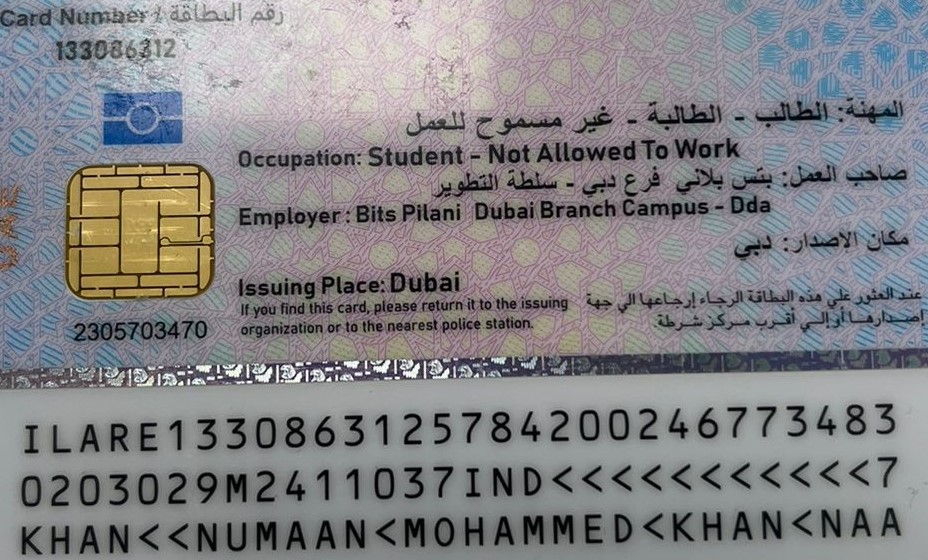 Card Number / رقم البطاقة
133086312
المهنة: الطالب - الطالبة - غير مسموح للعمل
Occupation: Student - Not Allowed To Work
صاحب العمل: بتس بلاني فرع دبي - سلطة التطوير
Employer: Bits Pilani Dubai Branch Campus - Dda
مكان الاصدار: دبي
Issuing Place: Dubai
If you find this card, please return it to the issuing
organization or to the nearest police station.
عند العثور علي هذه البطاقة الرجاء إرجاعها الي جهة
إصدارها أو إلي أقرب مركز شرطة.
2305703470
ILARE1330863125784200246773483
0203029M2411037IND<<<<<<<<<<<7
KHAN<<NUMAAN<MOHAMMED<KHAN<NAA